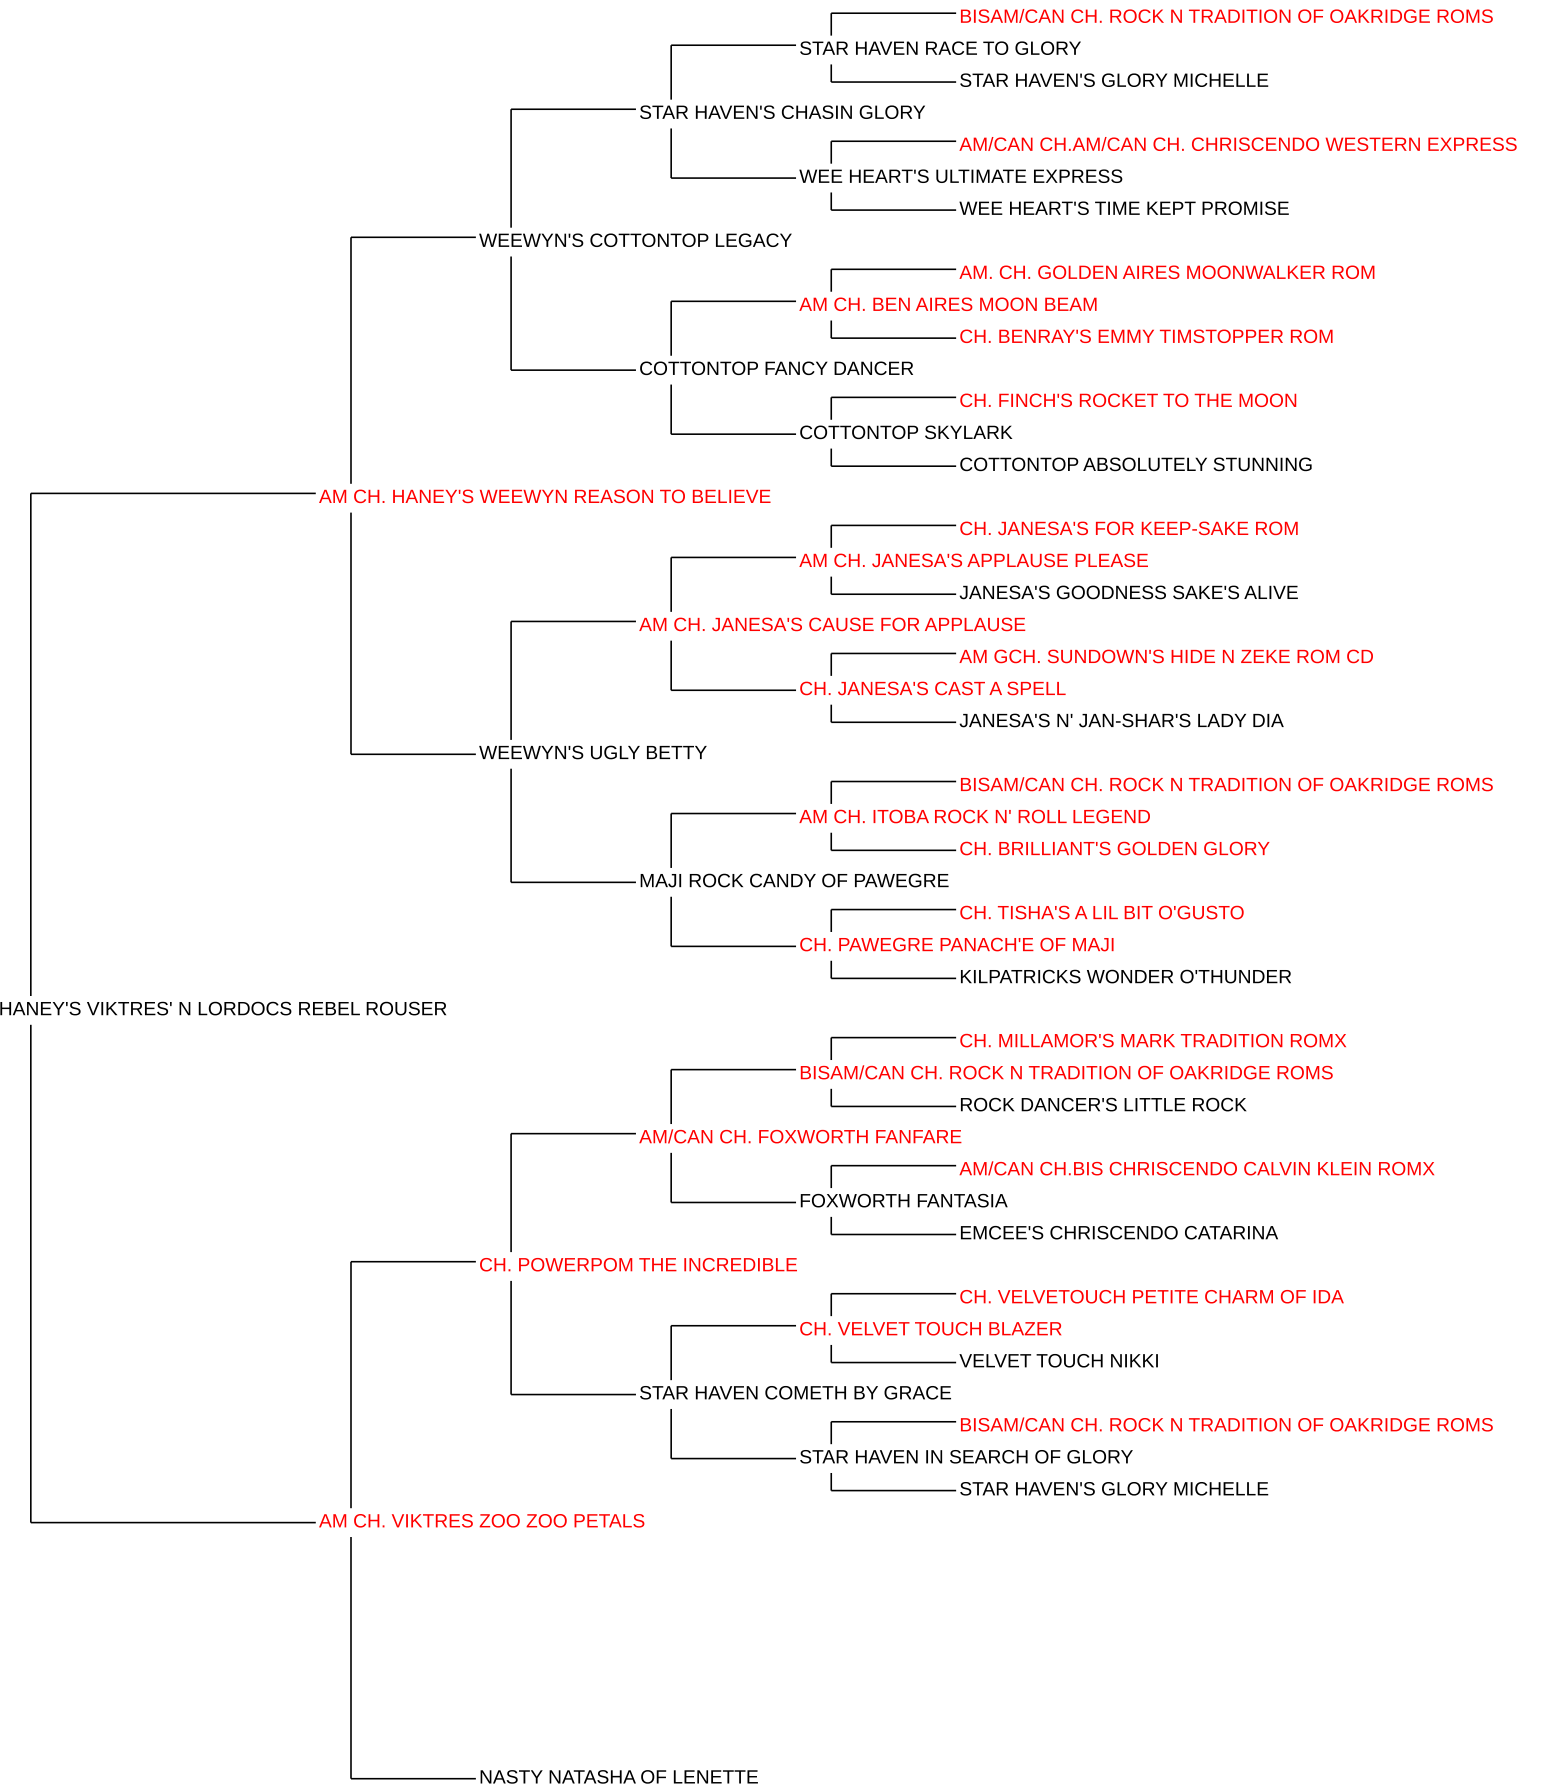 BISAM/CAN CH. ROCK N TRADITION OF OAKRIDGE ROMS
STAR HAVEN RACE TO GLORY
STAR HAVEN'S GLORY MICHELLE
STAR HAVEN'S CHASIN GLORY
AM/CAN CH.AM/CAN CH. CHRISCENDO WESTERN EXPRESS
WEE HEART'S ULTIMATE EXPRESS
WEE HEART'S TIME KEPT PROMISE
WEEWYN'S COTTONTOP LEGACY
AM. CH. GOLDEN AIRES MOONWALKER ROM
AM CH. BEN AIRES MOON BEAM
CH. BENRAY'S EMMY TIMSTOPPER ROM
COTTONTOP FANCY DANCER
CH. FINCH'S ROCKET TO THE MOON
COTTONTOP SKYLARK
COTTONTOP ABSOLUTELY STUNNING
AM CH. HANEY'S WEEWYN REASON TO BELIEVE
CH. JANESA'S FOR KEEP-SAKE ROM
AM CH. JANESA'S APPLAUSE PLEASE
JANESA'S GOODNESS SAKE'S ALIVE
AM CH. JANESA'S CAUSE FOR APPLAUSE
AM GCH. SUNDOWN'S HIDE N ZEKE ROM CD
CH. JANESA'S CAST A SPELL
JANESA'S N' JAN-SHAR'S LADY DIA
WEEWYN'S UGLY BETTY
BISAM/CAN CH. ROCK N TRADITION OF OAKRIDGE ROMS
AM CH. ITOBA ROCK N' ROLL LEGEND
CH. BRILLIANT'S GOLDEN GLORY
MAJI ROCK CANDY OF PAWEGRE
CH. TISHA'S A LIL BIT O'GUSTO
CH. PAWEGRE PANACH'E OF MAJI
KILPATRICKS WONDER O'THUNDER
HANEY'S VIKTRES' N LORDOCS REBEL ROUSER
CH. MILLAMOR'S MARK TRADITION ROMX
BISAM/CAN CH. ROCK N TRADITION OF OAKRIDGE ROMS
ROCK DANCER'S LITTLE ROCK
AM/CAN CH. FOXWORTH FANFARE
AM/CAN CH.BIS CHRISCENDO CALVIN KLEIN ROMX
FOXWORTH FANTASIA
EMCEE'S CHRISCENDO CATARINA
CH. POWERPOM THE INCREDIBLE
CH. VELVETOUCH PETITE CHARM OF IDA
CH. VELVET TOUCH BLAZER
VELVET TOUCH NIKKI
STAR HAVEN COMETH BY GRACE
BISAM/CAN CH. ROCK N TRADITION OF OAKRIDGE ROMS
STAR HAVEN IN SEARCH OF GLORY
STAR HAVEN'S GLORY MICHELLE
AM CH. VIKTRES ZOO ZOO PETALS
NASTY NATASHA OF LENETTE